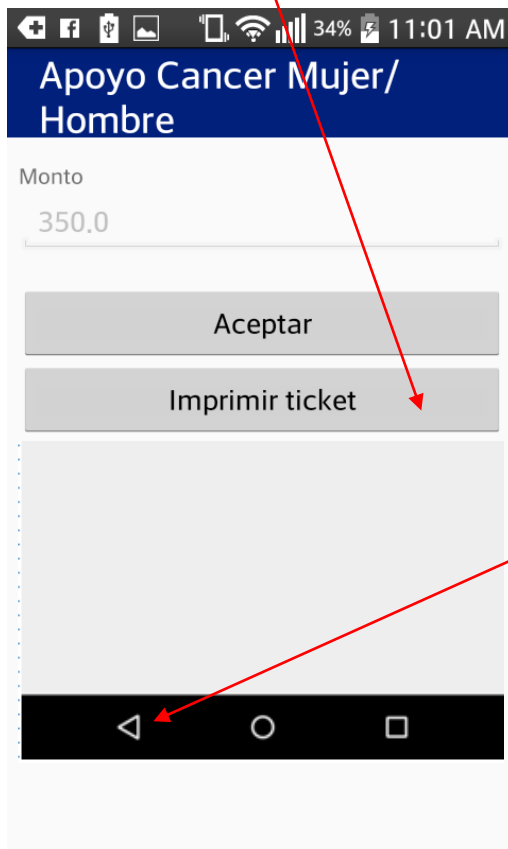 34% 11:01 AM
Apoyo Cancer Mujer/
Hombre
Monto
350.0
Aceptar
Imprimir ticket